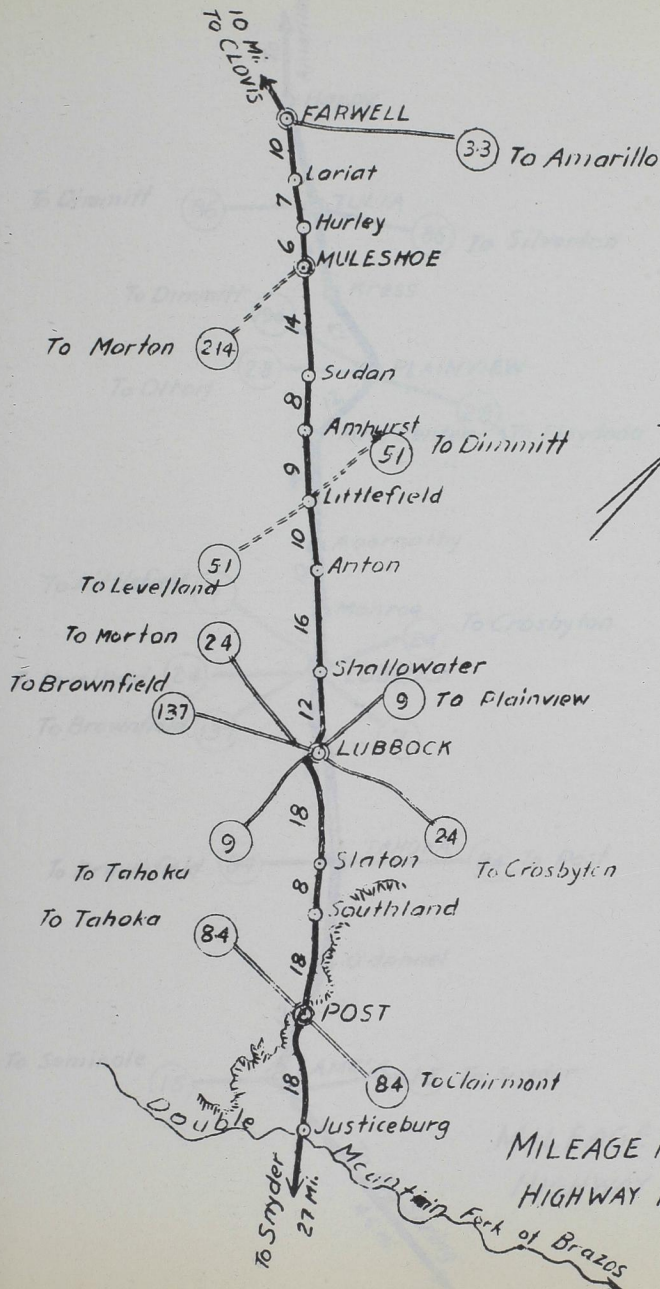 10 Mi.
TO CLOVIS
FARWELL
33 To Amarillo
10
Loriat
7
Hurley
6
MULESHOE
To Morton 214
14
Sudan
8
Amhurst
51 To Dimmitt
9
Littlefield
10
51
To Levelland
Anton
16
To Morton 24
Shallowater
To Brownfield
137
12
9 To Plainview
LUBBOCK
18
9
24
To Tahoka
Slaton
To Crosbyton
8
Southland
To Tahoka
84
18
POST
18
84 To Clairmont
Justiceburg
Double Mountain Fork of Brazos
To Snyder
27 Mi.
MILEAGE
HIGHWAY